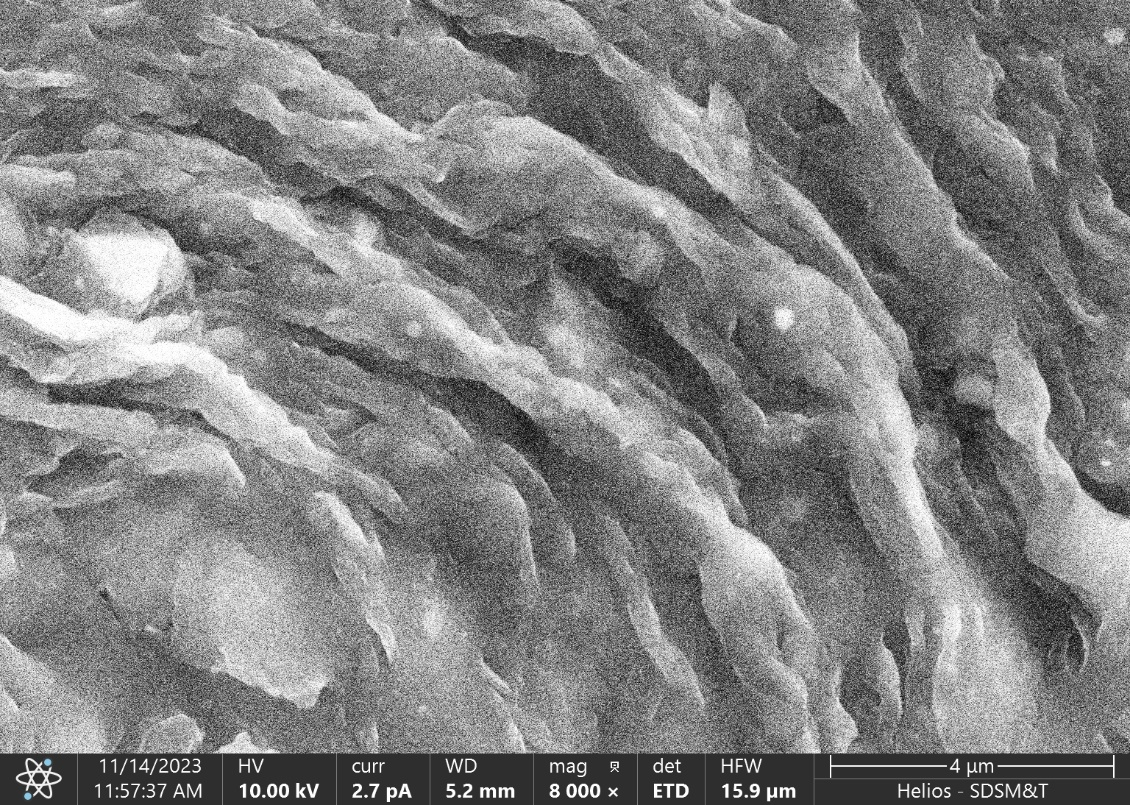 11/14/2023
11:57:37 AM
HV
10.00 kV
curr
2.7 pA
WD
5.2 mm
mag
8 000 ×
det
ETD
HFW
15.9 µm
4 µm
Helios - SDSM&T